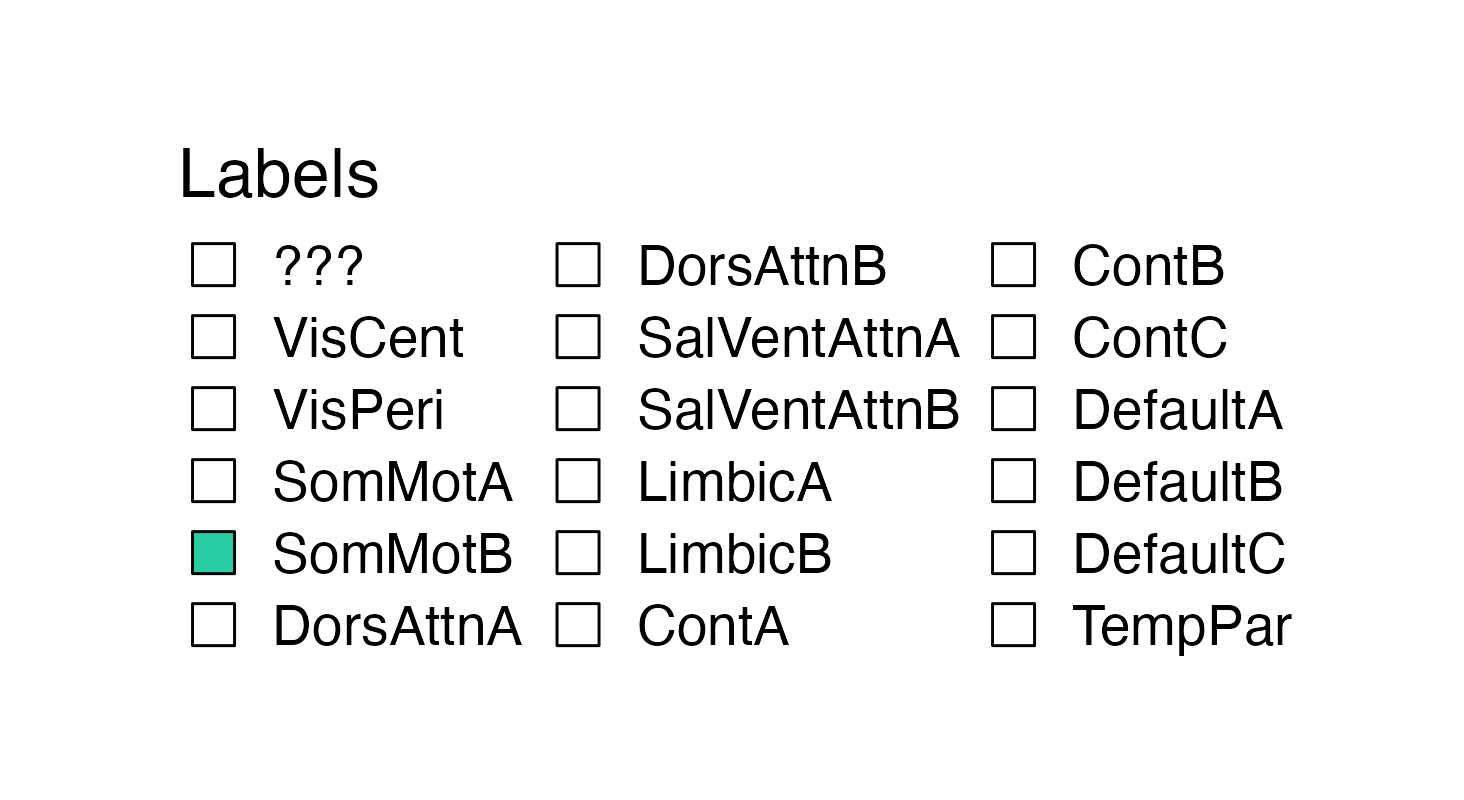 Labels
???
VisCent
VisPeri
SomMotA
SomMotB
DorsAttnA
DorsAttnB
SalVentAttnA
SalVentAttnB
LimbicA
LimbicB
ContA
ContB
ContC
DefaultA
DefaultB
DefaultC
TempPar